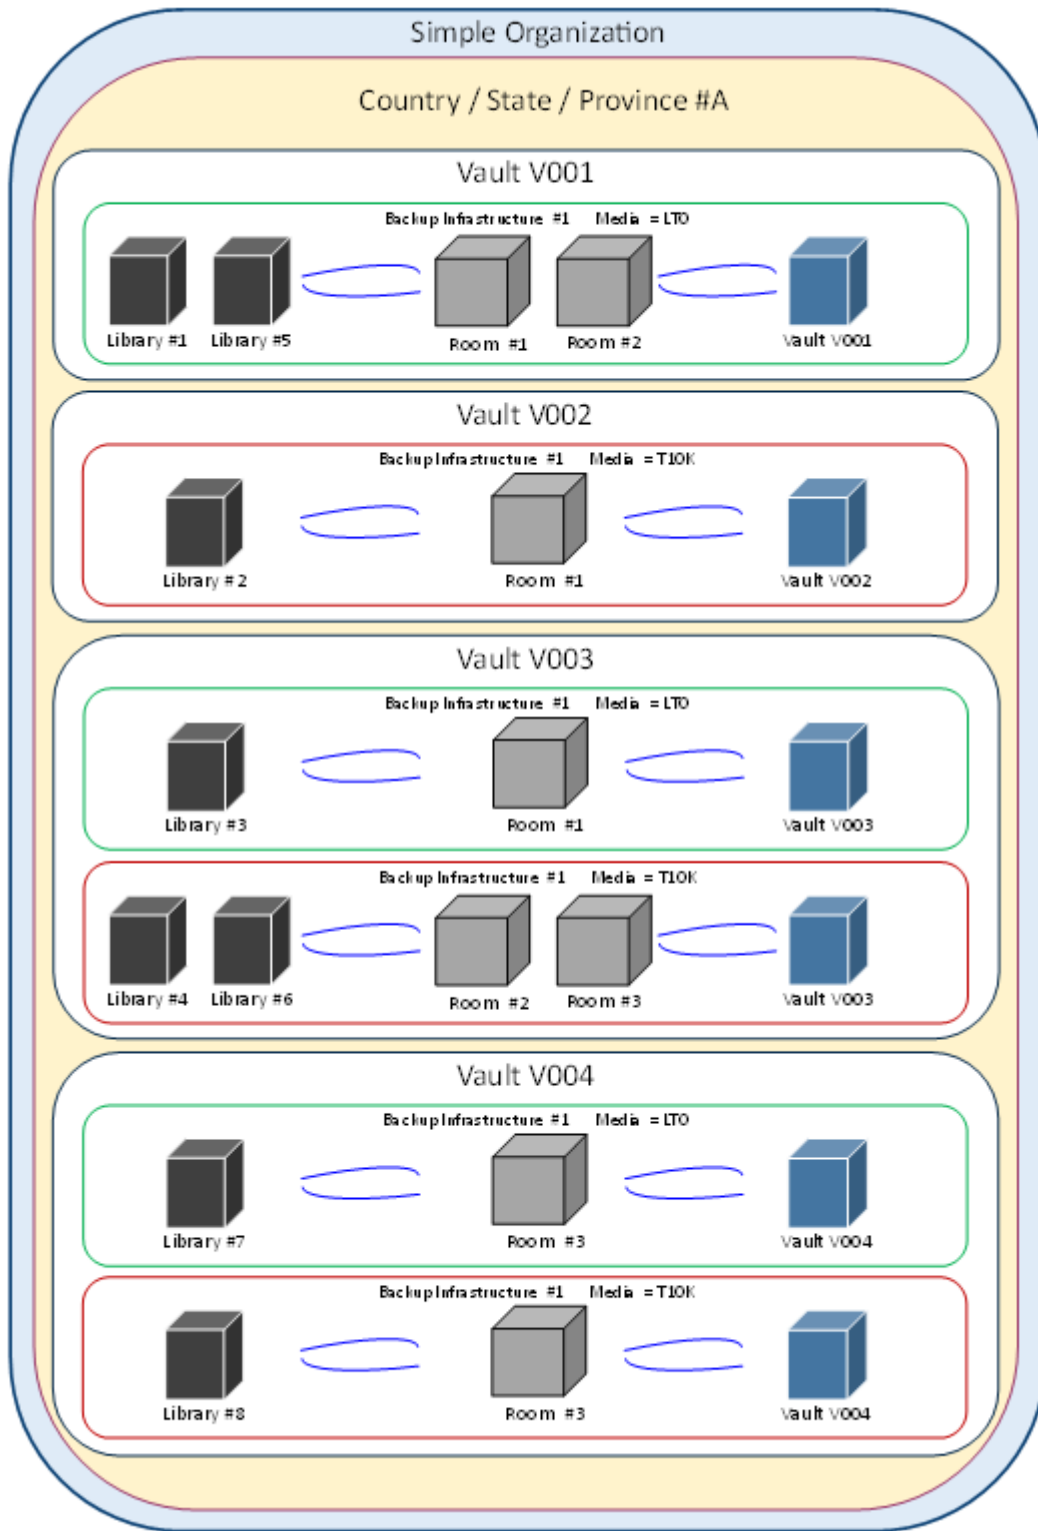 Simple Organization
Country / State / Province #A
Vault V001
Backup Infrastructure #1 Media = LTO
Library #1 Library #5 Room #1 Room #2 Vault V001
Vault V002
Backup Infrastructure #1 Media = T10K
Library #2 Room #1 Vault V002
Vault V003
Backup Infrastructure #1 Media = LTO
Library #3 Room #1 Vault V003
Backup Infrastructure #1 Media = T10K
Library #4 Library #6 Room #2 Room #3 Vault V003
Vault V004
Backup Infrastructure #1 Media = LTO
Library #7 Room #3 Vault V004
Backup Infrastructure #1 Media = T10K
Library #8 Room #3 Vault V004